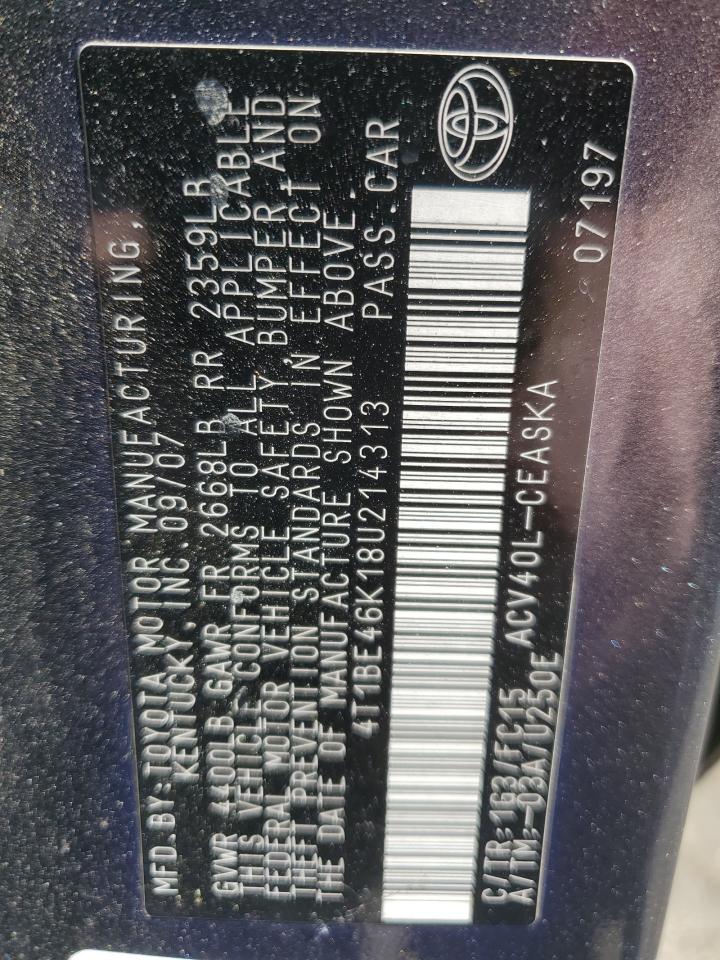 MFD.BY:TOYOTA MOTOR MANUFACTURING,
KENTUCKY,INC.09/07
GVWR 4400LB GAWR FR 2668LB RR 2359LB
THIS VEHICLE CONFORMS TO ALL APPLICABLE
FEDERAL MOTOR VEHICLE SAFETY, BUMPER AND
THEFT PREVENTION STANDARDS IN EFFECT ON
THE DATE OF MANUFACTURE SHOWN ABOVE.
4T1BE46K18U214313 PASS.CAR
C/TR:1G3/FC15 ACV40L-CEASKA
A/TM:-03A/U250E 07197